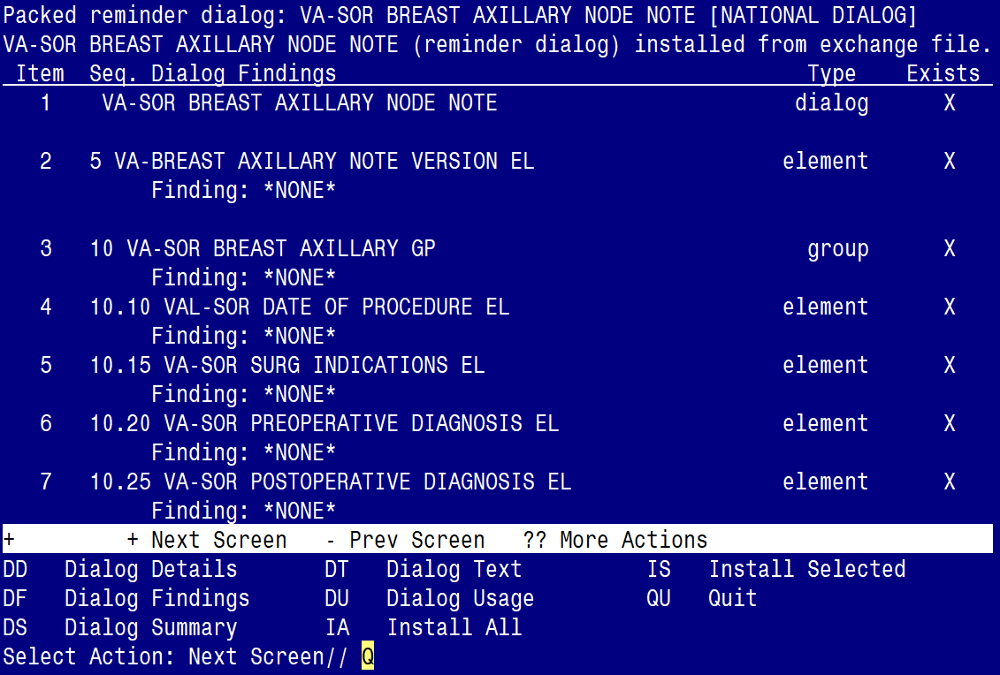 Packed reminder dialog: VA-SOR BREAST AXILLARY NODE NOTE [NATIONAL DIALOG]
VA-SOR BREAST AXILLARY NODE NOTE (reminder dialog) installed from exchange file.
Item  Seq. Dialog Findings  Type  Exists
1  VA-SOR BREAST AXILLARY NODE NOTE  dialog  X
2  5 VA-BREAST AXILLARY NOTE VERSION EL  element  X
Finding: *NONE*
3  10 VA-SOR BREAST AXILLARY GP  group  X
Finding: *NONE*
4  10.10 VAL-SOR DATE OF PROCEDURE EL  element  X
Finding: *NONE*
5  10.15 VA-SOR SURG INDICATIONS EL  element  X
Finding: *NONE*
6  10.20 VA-SOR PREOPERATIVE DIAGNOSIS EL  element  X
Finding: *NONE*
7  10.25 VA-SOR POSTOPERATIVE DIAGNOSIS EL  element  X
Finding: *NONE*
+  + Next Screen  - Prev Screen  ?? More Actions
DD  Dialog Details  DT  Dialog Text  IS  Install Selected
DF  Dialog Findings  DU  Dialog Usage  QU  Quit
DS  Dialog Summary  IA  Install All
Select Action: Next Screen// Q